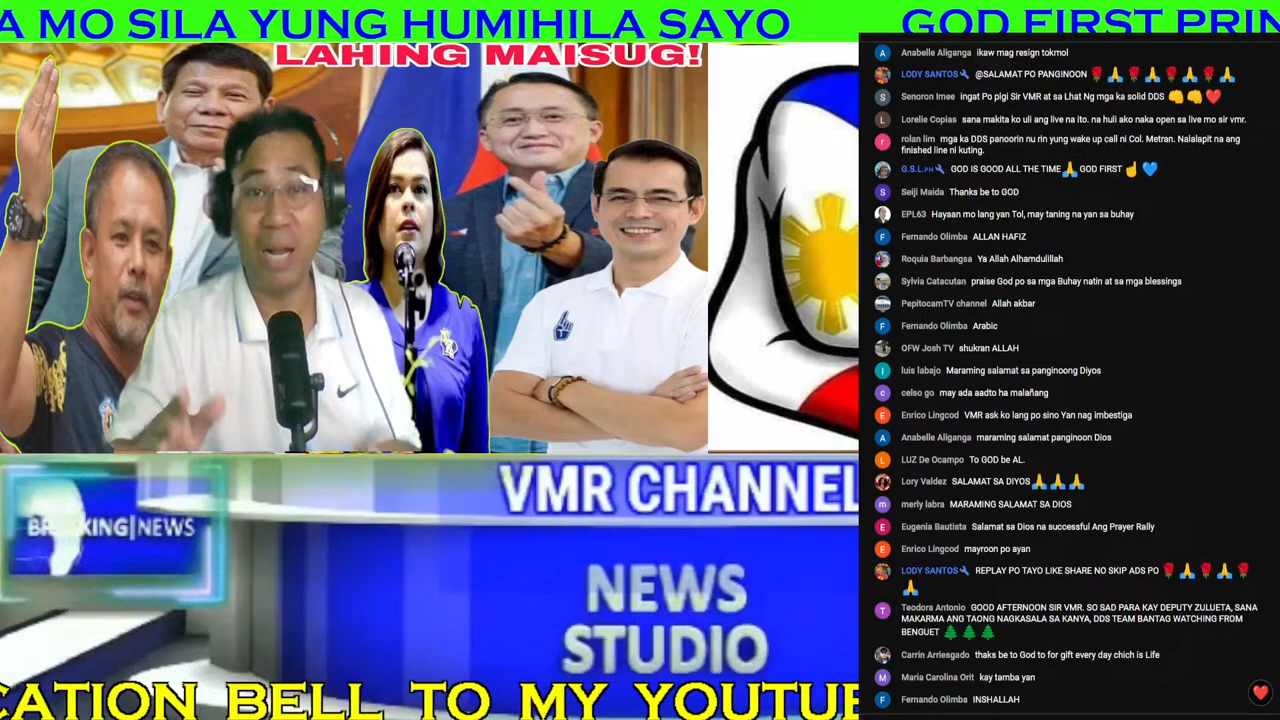 A MO SILA YUNG HUMIHILA SAYO
GOD FIRST PRIN
LAHING MAISUG!
VMR CHANNEL
BREAKING|NEWS
NEWS
STUDIO
CATION BELL TO MY YOUTUBE
Anabelle Aliganga ikaw mag resign tokmol
LODY SANTOS @SALAMAT PO PANGINOON 🌹🙏🌹🙏🌹🙏🌹🙏
Senoron Imee ingat Po plgi Sir VMR at sa Lhat Ng mga ka solid DDS 👊👊❤️
Lorelie Copias sana makita ko uli ang live na ito. na huli ako naka open sa live mo sir vmr.
rolan lim mga ka DDS panoorin nu rin yung wake up call ni Col. Metran. Nalalapit na ang
finished line ni kuting.
G.S.L.PH GOD IS GOOD ALL THE TIME🙏GOD FIRST☝️💙
Seiji Maida Thanks be to GOD
EPL63 Hayaan mo lang yan Tol, may taning na yan sa buhay
Fernando Olimba ALLAN HAFIZ
Roquia Barbangsa Ya Allah Alhamdulillah
Sylvia Catacutan praise God po sa mga Buhay natin at sa mga blessings
PepitocamTV channel Allah akbar
Fernando Olimba Arabic
OFW Josh TV shukran ALLAH
luis labajo Maraming salamat sa panginoong Diyos
celso go may ada aadto ha malañang
Enrico Lingcod VMR ask ko lang po sino Yan nag imbestiga
Anabelle Aliganga maraming salamat panginoon Dios
LUZ De Ocampo To GOD be AL.
Lory Valdez SALAMAT SA DIYOS🙏🙏🙏
merly labra MARAMING SALAMAT SA DIOS
Eugenia Bautista Salamat sa Dios na successful Ang Prayer Rally
Enrico Lingcod mayroon po ayan
LODY SANTOS REPLAY PO TAYO LIKE SHARE NO SKIP ADS PO 🌹🙏🌹🙏🌹
🙏
Teodora Antonio GOOD AFTERNOON SIR VMR. SO SAD PARA KAY DEPUTY ZULUETA, SANA
MAKARMA ANG TAONG NAGKASALA SA KANYA, DDS TEAM BANTAG WATCHING FROM
BENGUET 🌲🌲🌲
Carrin Arriesgado thaks be to God to for gift every day chich is Life
Maria Carolina Orit kay tamba yan
Fernando Olimba INSHALLAH